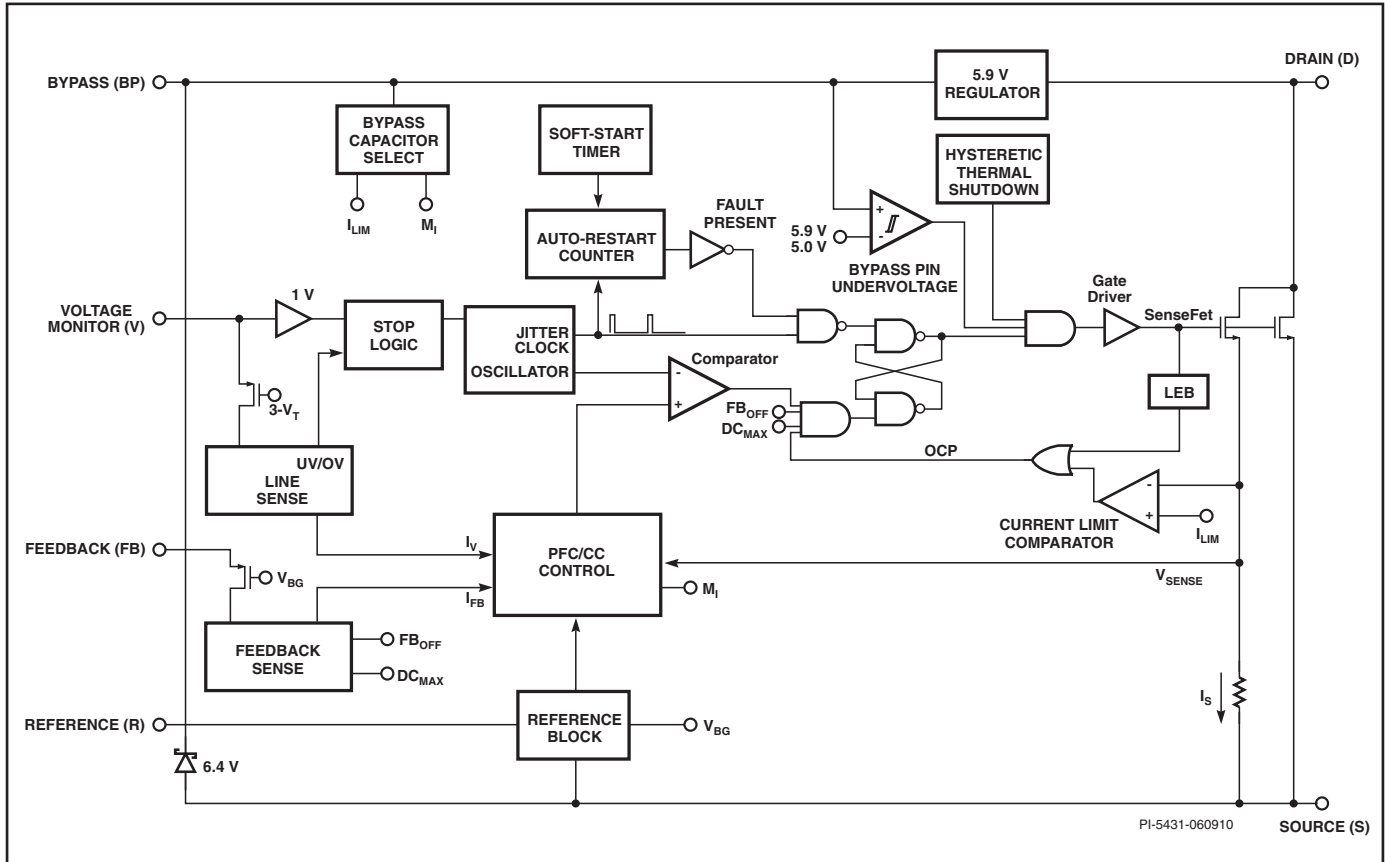 BYPASS (BP)
5.9 V
REGULATOR
DRAIN (D)
BYPASS
CAPACITOR
SELECT
I_LIM
M_I
SOFT-START
TIMER
HYSTERETIC
THERMAL
SHUTDOWN
AUTO-RESTART
COUNTER
FAULT
PRESENT
+
-
5.9 V
5.0 V
BYPASS PIN
UNDERVOLTAGE
VOLTAGE
MONITOR (V)
1 V
STOP
LOGIC
JITTER
CLOCK
OSCILLATOR
Gate
Driver
SenseFet
Comparator
-
+
3-V_T
FB_OFF
DC_MAX
LEB
OCP
UV/OV
LINE
SENSE
-
+
CURRENT LIMIT
COMPARATOR
I_LIM
FEEDBACK (FB)
V_BG
I_V
I_FB
PFC/CC
CONTROL
M_I
V_SENSE
FEEDBACK
SENSE
FB_OFF
DC_MAX
I_S
REFERENCE (R)
REFERENCE
BLOCK
V_BG
6.4 V
PI-5431-060910
SOURCE (S)